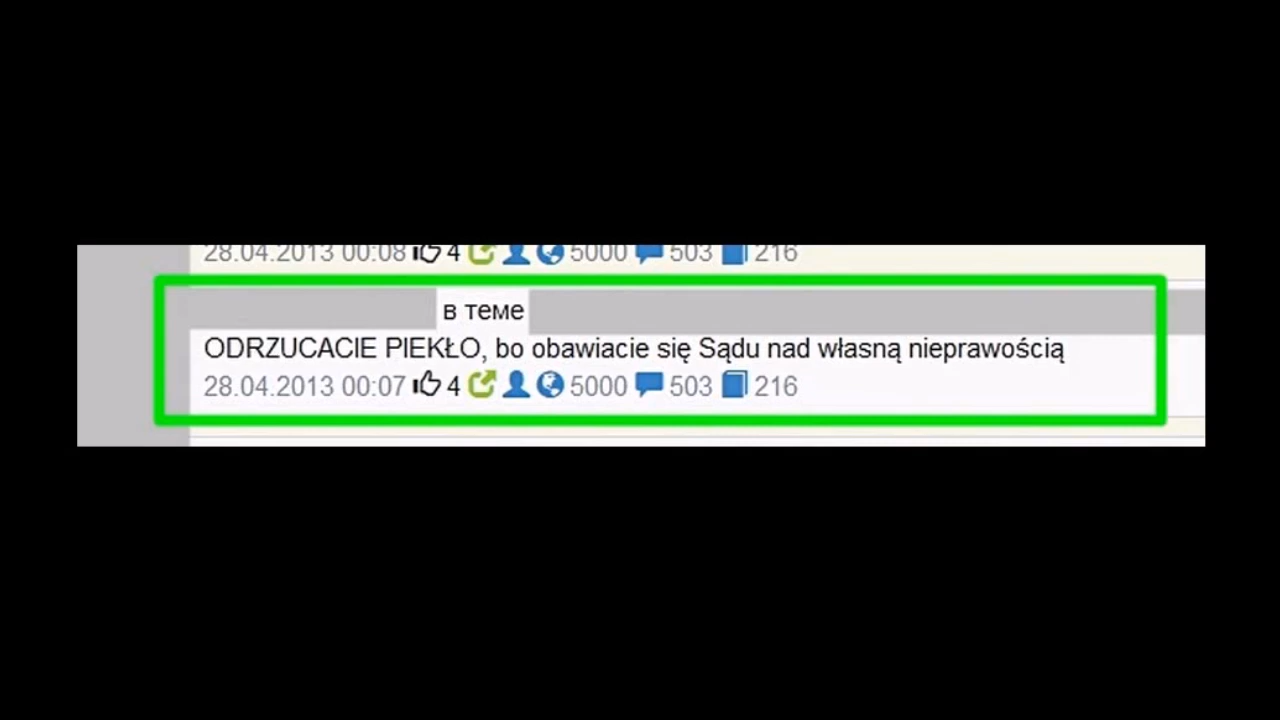 28.04.2013 00:08 4 5000 503 216
в теме
ODRZUCACIE PIEKŁO, bo obawiacie się Sądu nad własną nieprawością
28.04.2013 00:07 4 5000 503 216